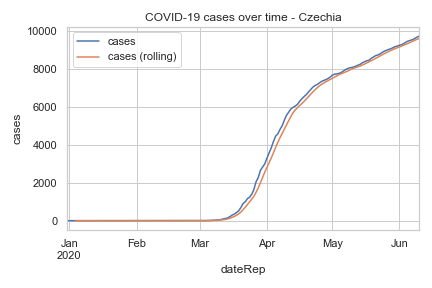 COVID-19 cases over time - Czechia
cases
cases (rolling)
10000
8000
6000
4000
2000
0
cases
Jan Feb Mar Apr May Jun
2020
dateRep